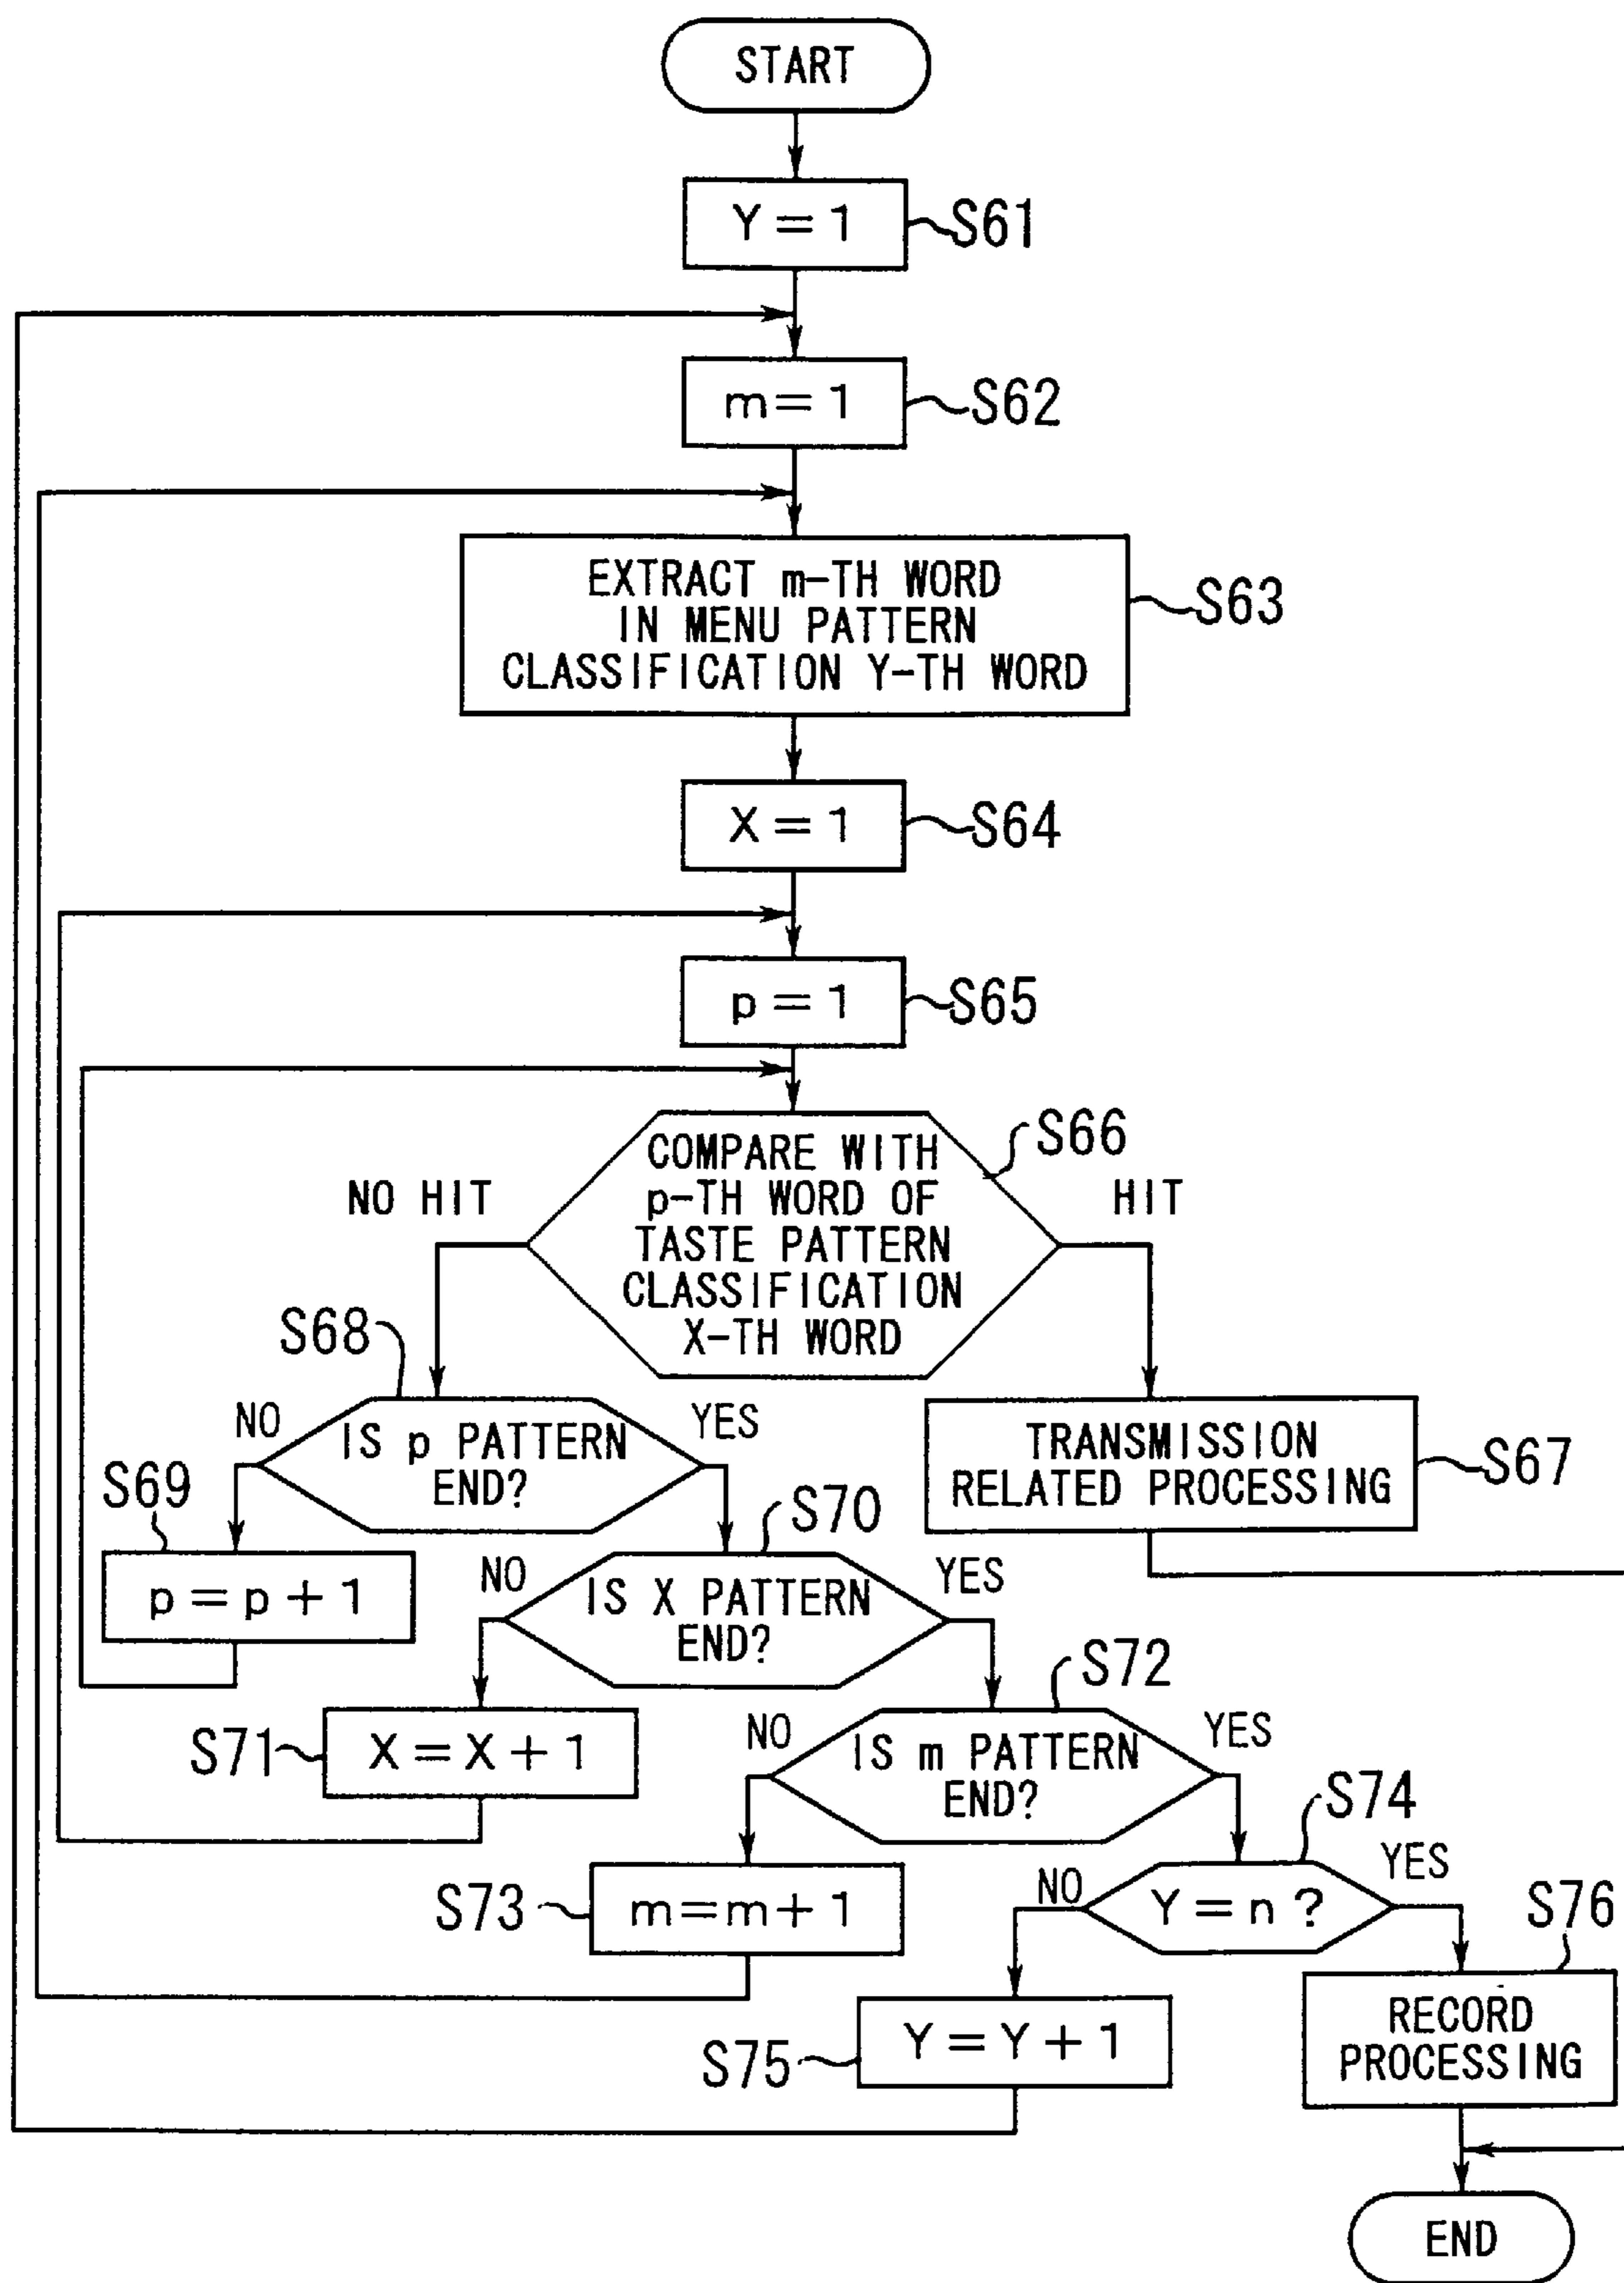 START
Y = 1
S61
m = 1
S62
EXTRACT m-TH WORD
IN MENU PATTERN
CLASSIFICATION Y-TH WORD
S63
X = 1
S64
p = 1
S65
COMPARE WITH
p-TH WORD OF
TASTE PATTERN
CLASSIFICATION
X-TH WORD
S66
NO HIT
HIT
S68
NO
IS p PATTERN
END?
YES
TRANSMISSION
RELATED PROCESSING
S67
S69
p = p + 1
S70
NO
IS X PATTERN
END?
YES
S71
X = X + 1
S72
NO
IS m PATTERN
END?
YES
S73
m = m + 1
S74
NO
Y = n ?
YES
S75
Y = Y + 1
S76
RECORD
PROCESSING
END